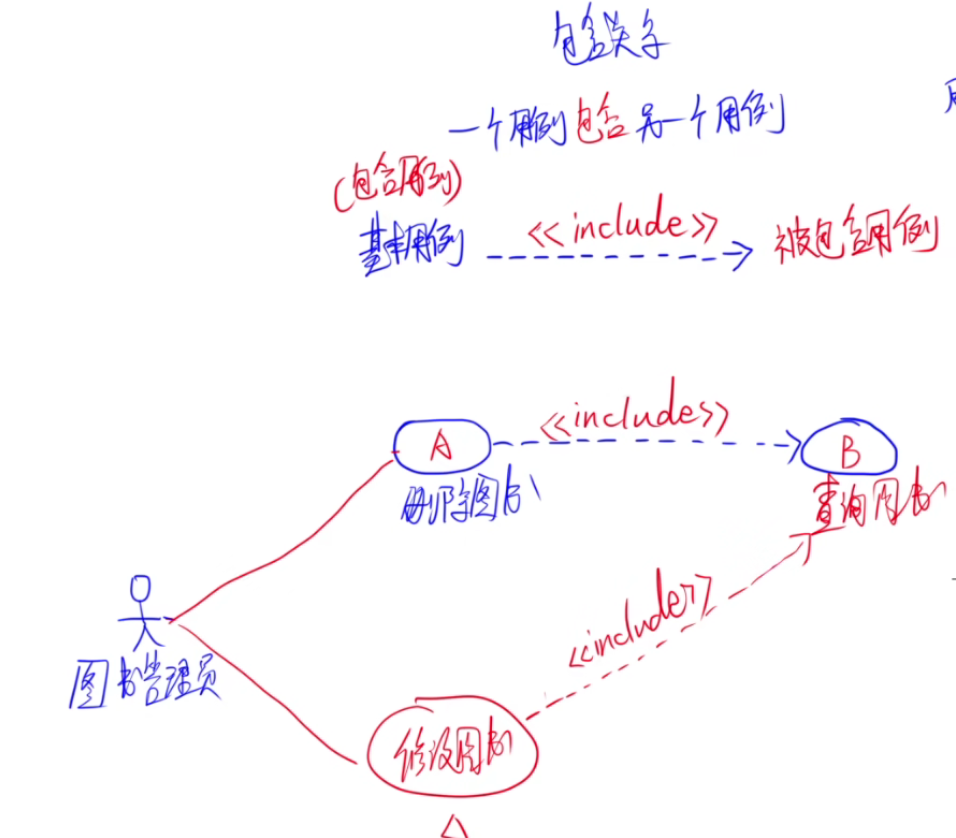 包含关系
一个用例包含另一个用例
(包含用例)
基本用例 <<include>> 被包含用例
A <<include>> B
删除图书 查询图书
<<include>>
图书管理员
修改图书